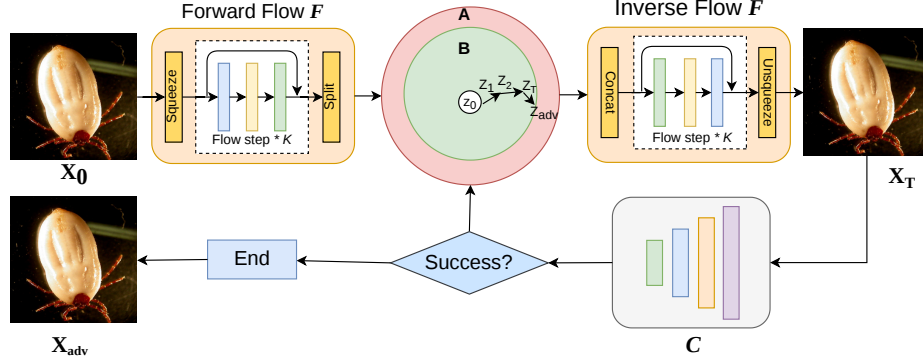 Forward Flow F
Inverse Flow F
A
B
Squeeze
Split
Flow step * K
Z0
Z1
Z2
ZT
Zadv
Concat
Unsqueeze
Flow step * K
X0
XT
Success?
End
Xadv
C